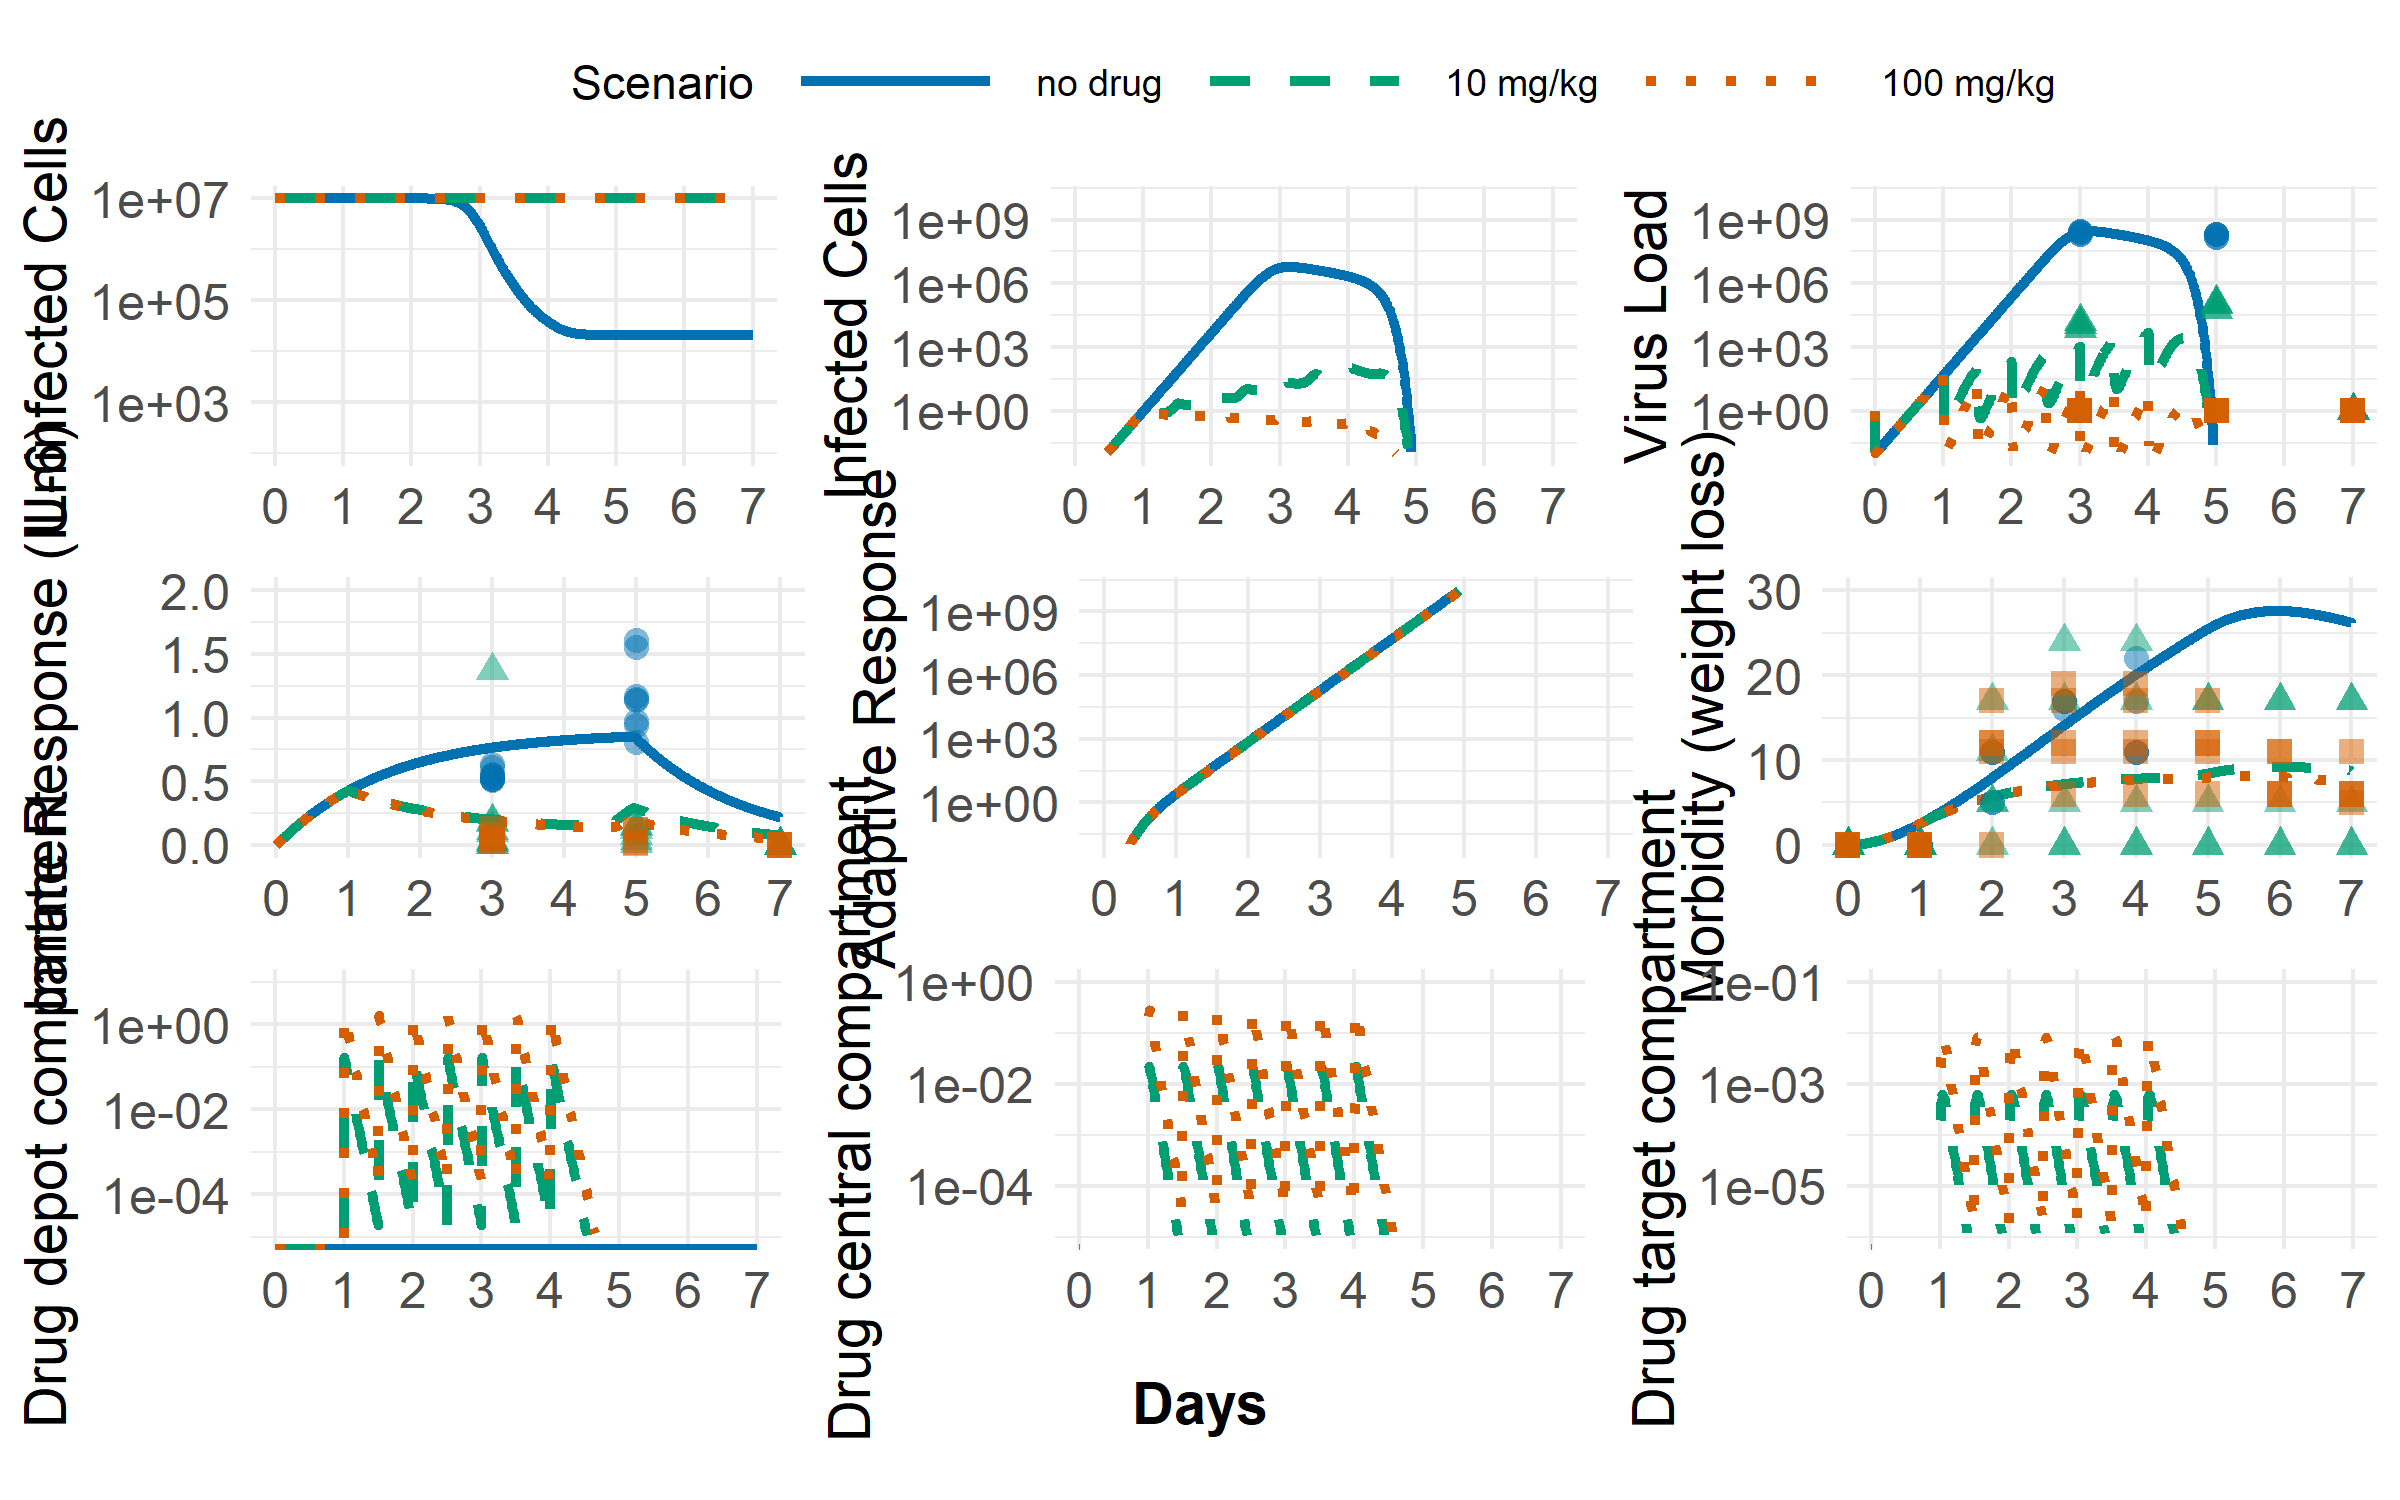 Scenario no drug 10 mg/kg 100 mg/kg
Uninfected Cells
1e+07
1e+05
1e+03
0 1 2 3 4 5 6 7
Infected Cells
1e+09
1e+06
1e+03
1e+00
0 1 2 3 4 5 6 7
Virus Load
1e+09
1e+06
1e+03
1e+00
0 1 2 3 4 5 6 7
Innate Response (IL-6)
2.0
1.5
1.0
0.5
0.0
0 1 2 3 4 5 6 7
Adaptive Response
1e+09
1e+06
1e+03
1e+00
0 1 2 3 4 5 6 7
Morbidity (weight loss)
30
20
10
0
0 1 2 3 4 5 6 7
Drug depot compartment
1e+00
1e-02
1e-04
0 1 2 3 4 5 6 7
Drug central compartment
1e+00
1e-02
1e-04
0 1 2 3 4 5 6 7
Drug target compartment
1e-01
1e-03
1e-05
0 1 2 3 4 5 6 7
Days